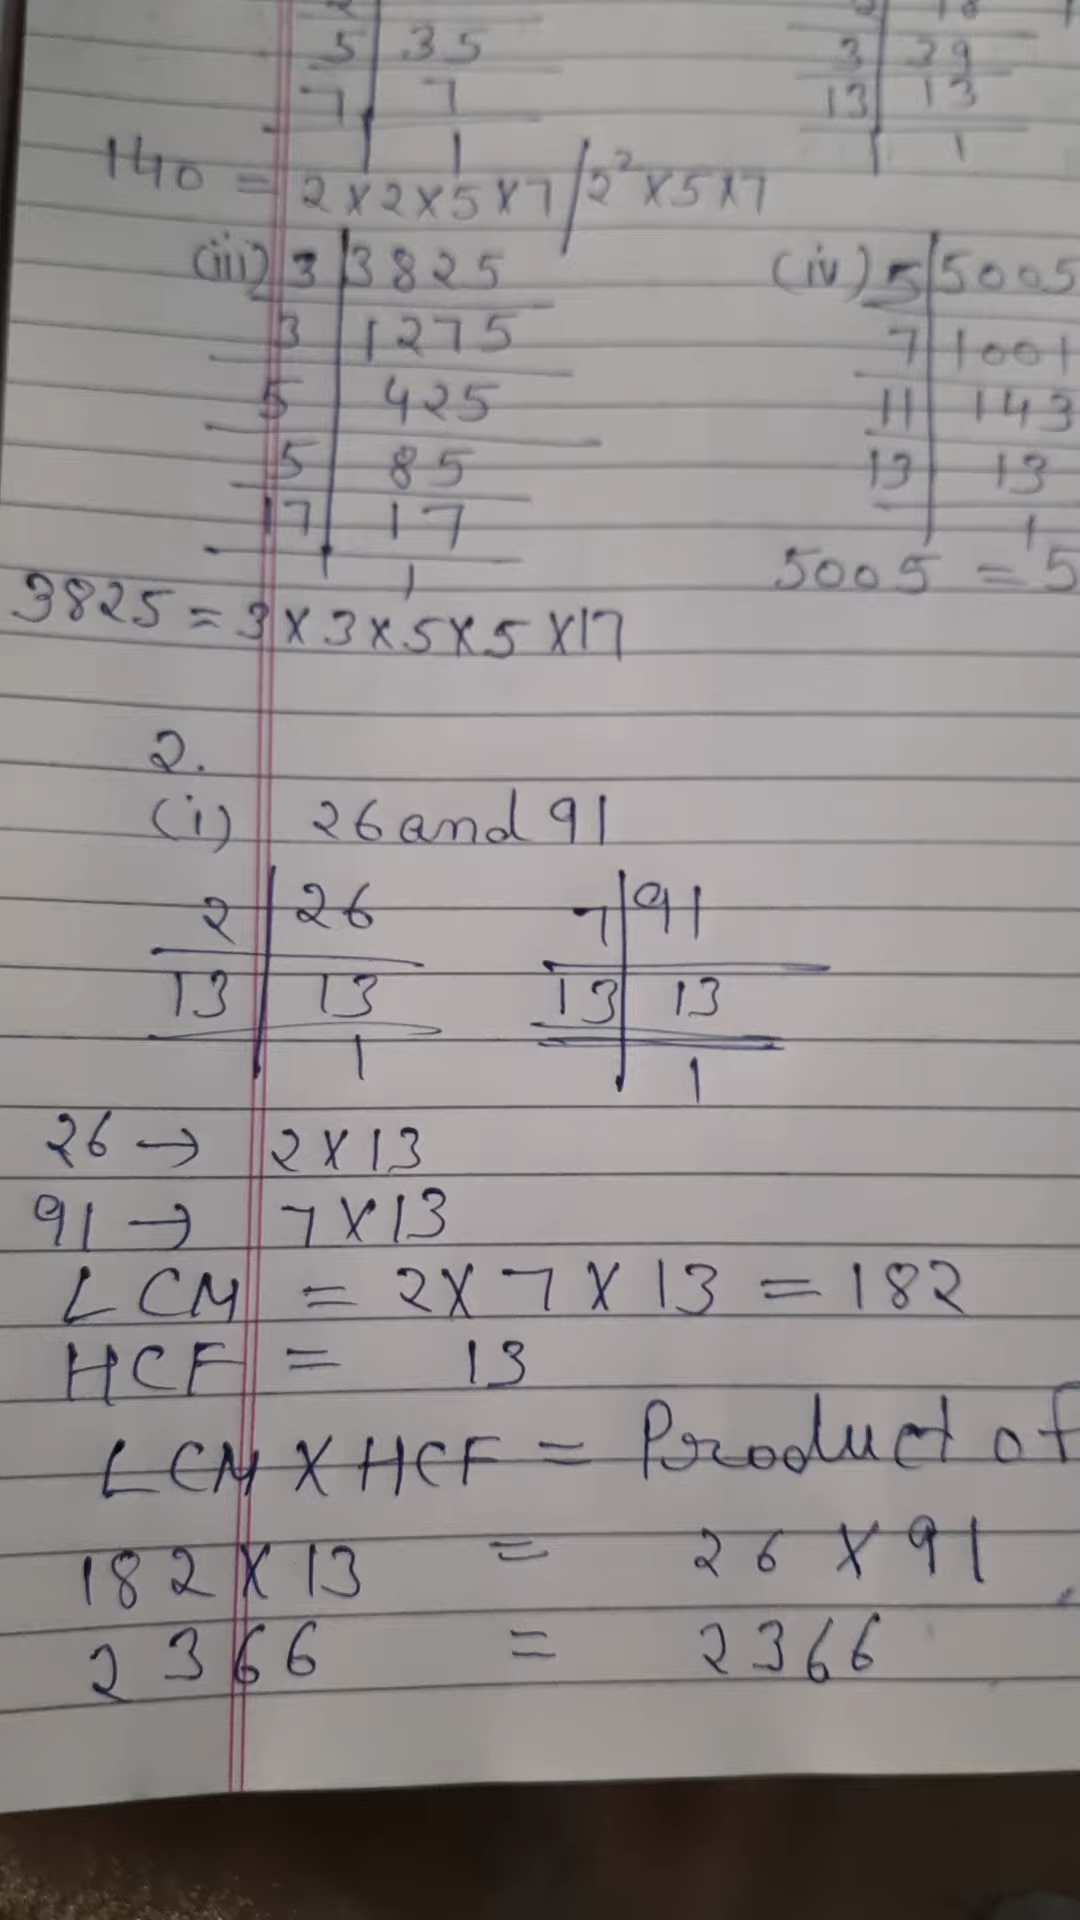 5 | 35
3 | 39
7 | 7
13 | 13
1
1
140 = 2×2×5×7/2²×5×7
(iii) 3 | 3825
3 | 1275
5 | 425
5 | 85
17 | 17
1
3825 = 3×3×5×5×17
(iv) 5 | 5005
7 | 1001
11 | 143
13 | 13
1
5005 = 5
2.
(i) 26 and 91
2 | 26
13 | 13
1
7 | 91
13 | 13
1
26 → 2×13
91 → 7×13
LCM = 2×7×13 = 182
HCF = 13
LCM×HCF = Product of
182×13 = 26×91
2366 = 2366